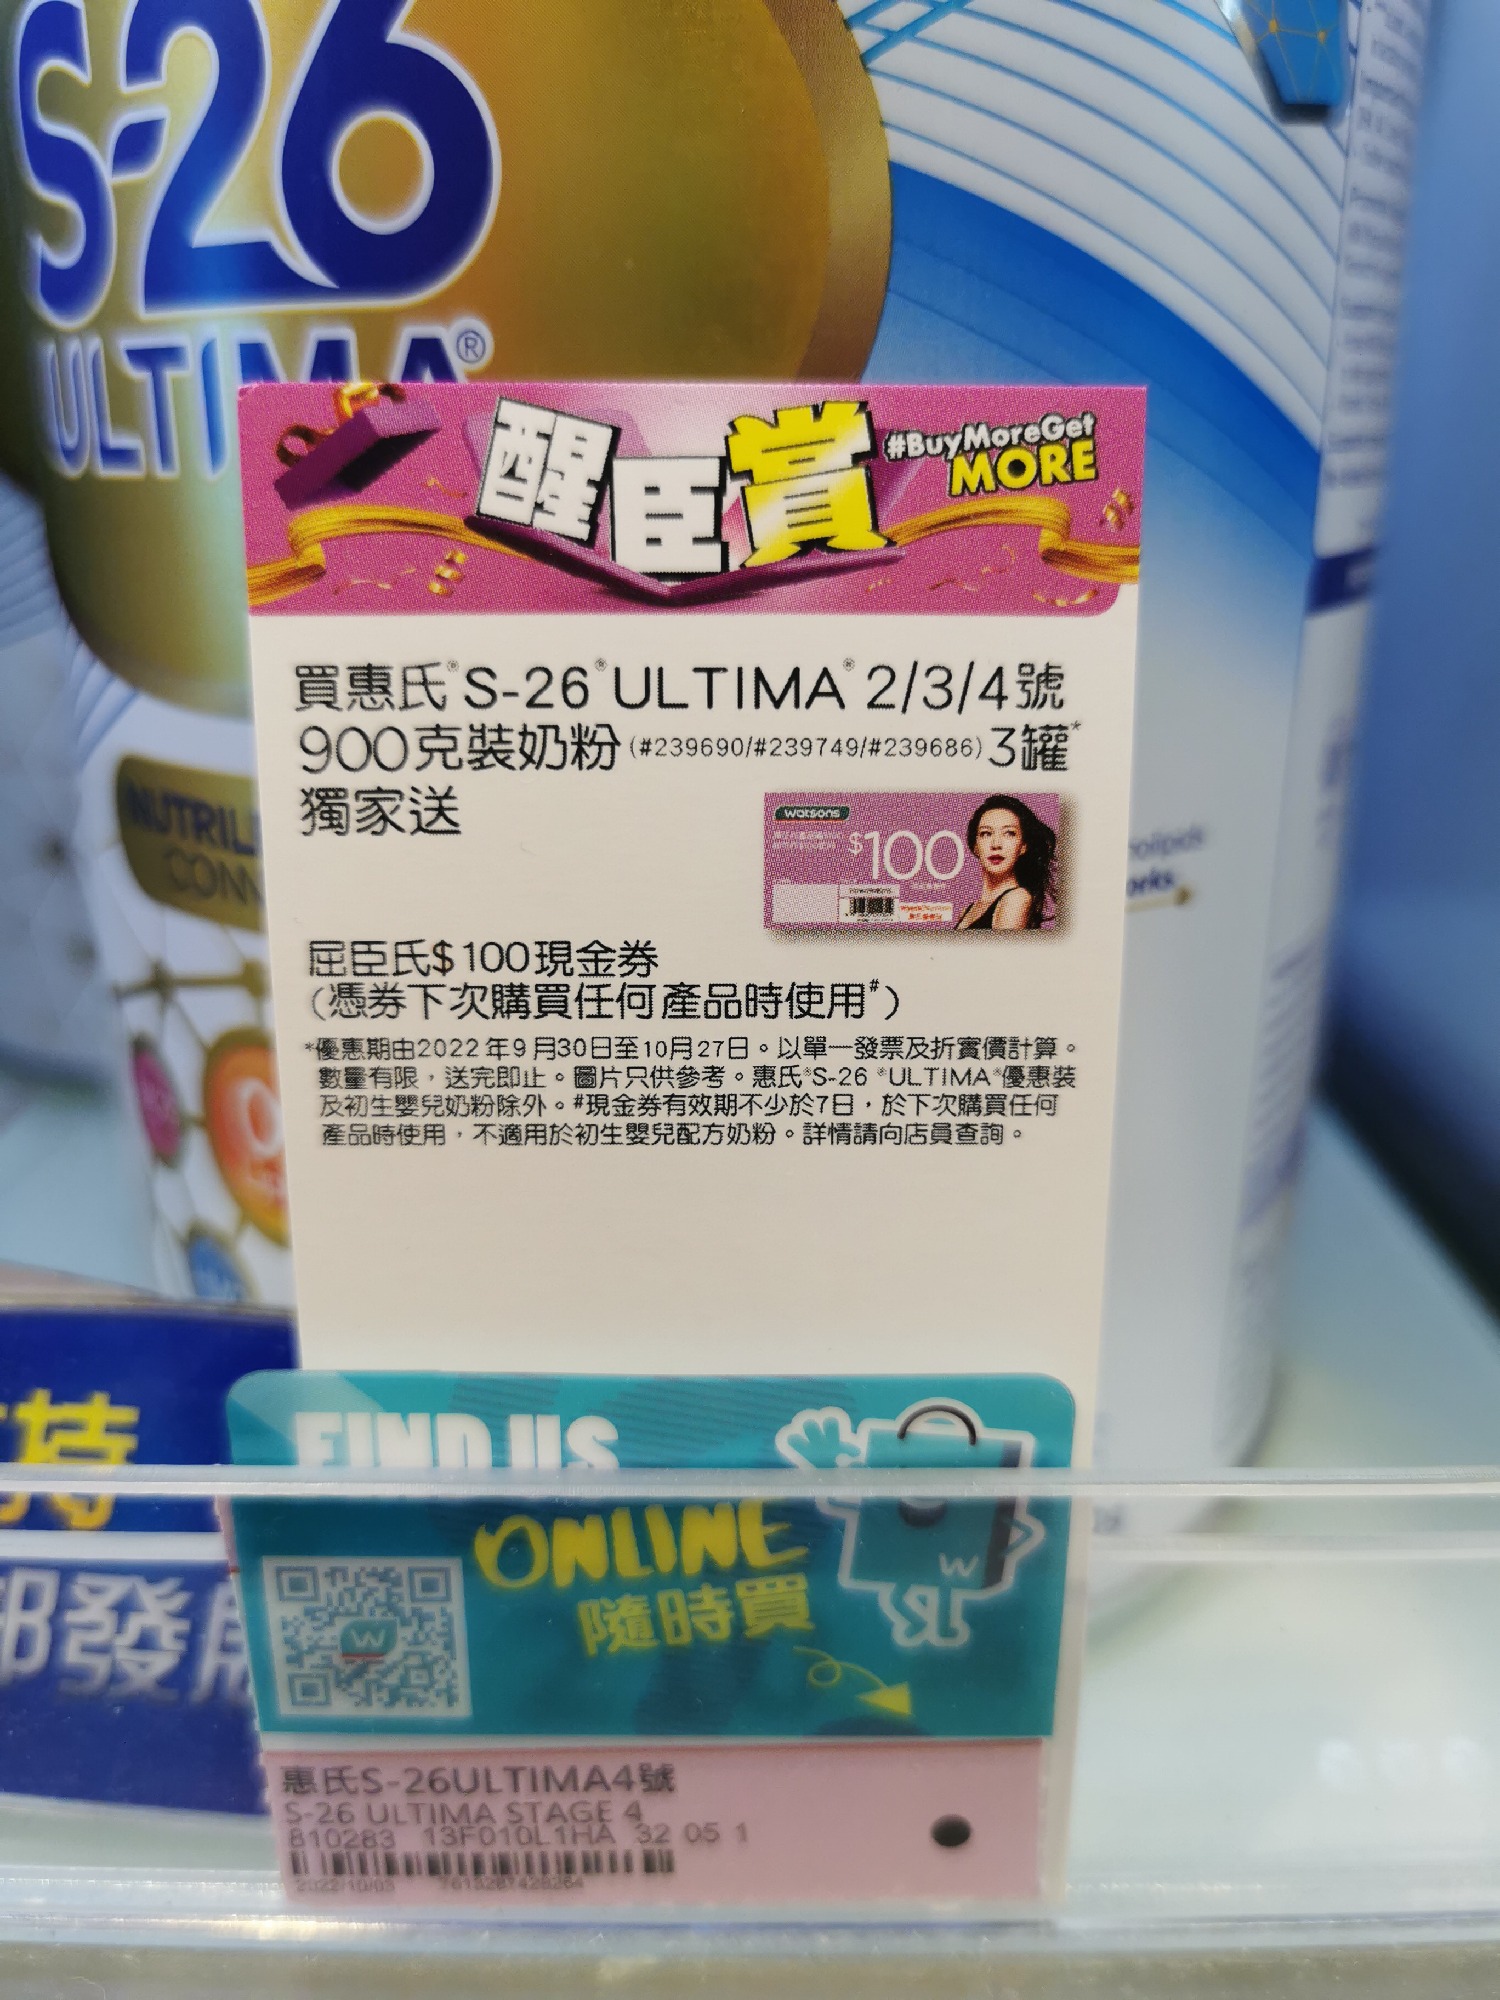 S-26
ULTIMA®
醒臣賞
#BuyMoreGet
MORE
買惠氏®S-26®ULTIMA®2/3/4號
900克裝奶粉(#239690/#239749/#239686)3罐*
獨家送
watsons
$100
屈臣氏$100現金券
(憑券下次購買任何產品時使用#)
*優惠期由2022年9月30日至10月27日。以單一發票及折實價計算。
數量有限，送完即止。圖片只供參考。惠氏®S-26®ULTIMA®優惠裝
及初生嬰兒奶粉除外。#現金券有效期不少於7日，於下次購買任何
產品時使用，不適用於初生嬰兒配方奶粉。詳情請向店員查詢。
FIND US
ONLINE
隨時買
W
W
惠氏S-26ULTIMA4號
S-26 ULTIMA STAGE 4
810283 13F010L1HA 32 05 1
2022/10/03
持